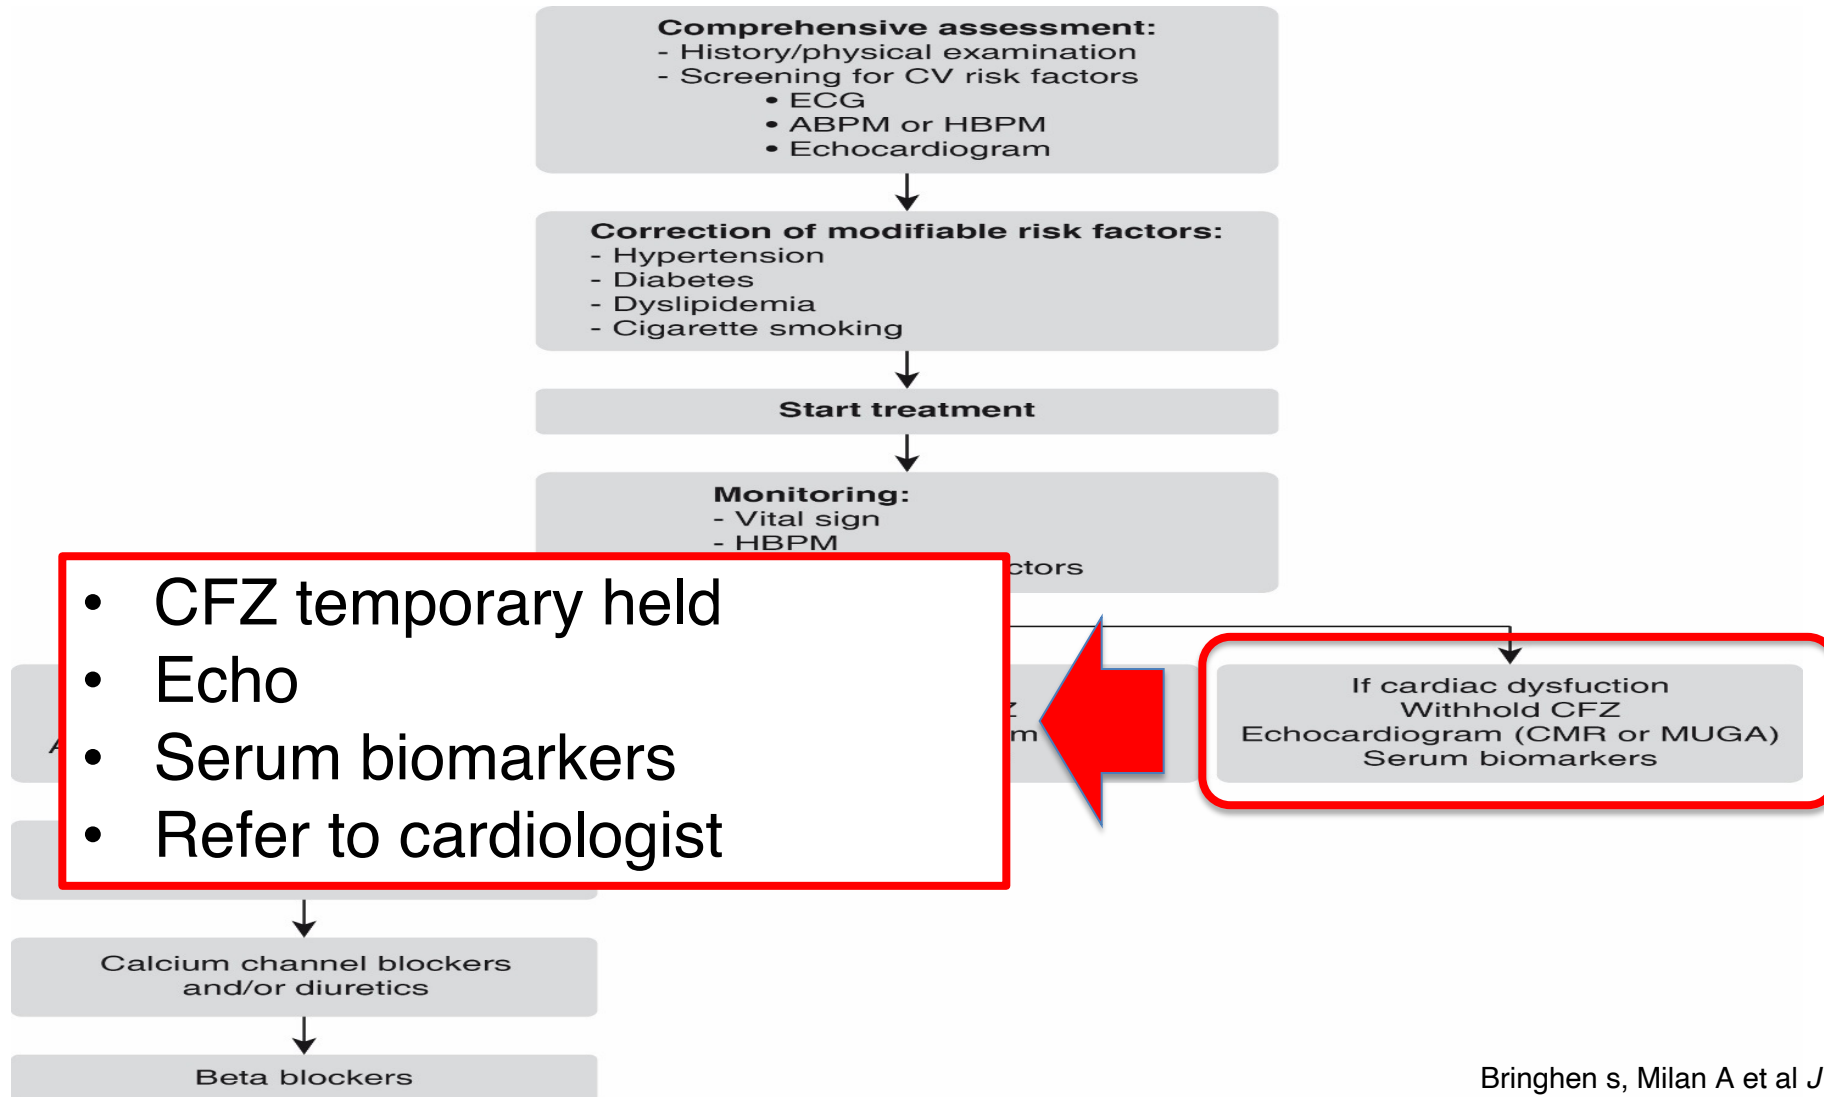 Comprehensive assessment:
- History/physical examination
- Screening for CV risk factors
• ECG
• ABPM or HBPM
• Echocardiogram
Correction of modifiable risk factors:
- Hypertension
- Diabetes
- Dyslipidemia
- Cigarette smoking
Start treatment
Monitoring:
- Vital sign
- HBPM
• CFZ temporary held
• Echo
• Serum biomarkers
• Refer to cardiologist
If cardiac dysfuction
Withhold CFZ
Echocardiogram (CMR or MUGA)
Serum biomarkers
Calcium channel blockers
and/or diuretics
Beta blockers
Bringhen s, Milan A et al J